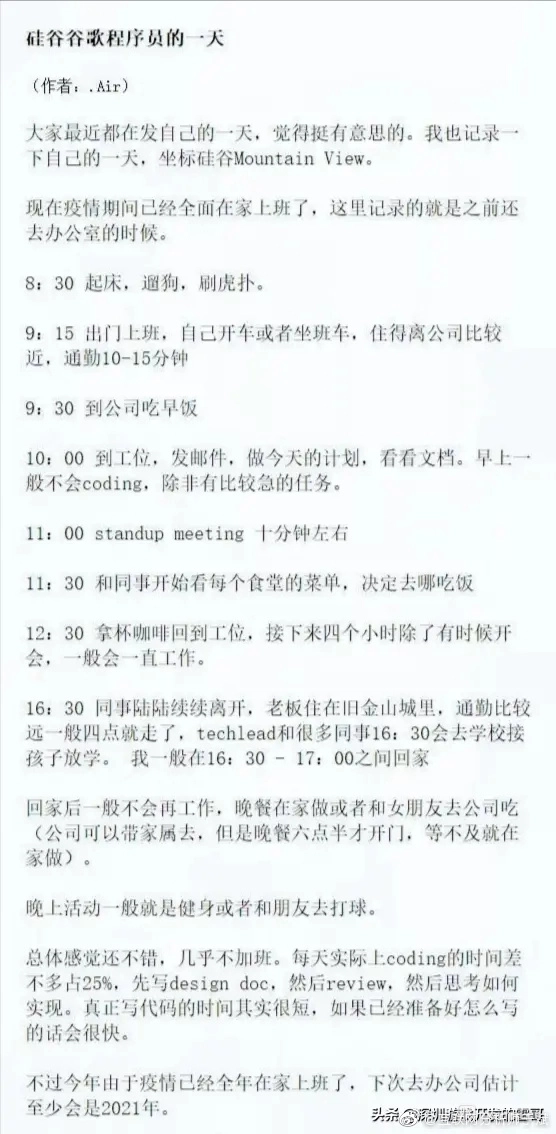 硅谷谷歌程序员的一天
（作者：.Air）
大家最近都在发自己的一天，觉得挺有意思的。我也记录一
下自己的一天，坐标硅谷Mountain View。
现在疫情期间已经全面在家上班了，这里记录的就是之前还
去办公室的时候。
8：30 起床，遛狗，刷虎扑。
9：15 出门上班，自己开车或者坐班车，住得离公司比较
近，通勤10-15分钟
9：30 到公司吃早饭
10：00 到工位，发邮件，做今天的计划，看看文档。早上一
般不会coding，除非有比较急的任务。
11：00 standup meeting 十分钟左右
11：30 和同事开始看每个食堂的菜单，决定去哪吃饭
12：30 拿杯咖啡回到工位，接下来四个小时除了有时候开
会，一般会一直工作。
16：30 同事陆陆续续离开，老板住在旧金山城里，通勤比较
远一般四点就走了，techlead和很多同事16：30会去学校接
孩子放学。 我一般在16：30 - 17：00之间回家
回家后一般不会再工作，晚餐在家做或者和女朋友去公司吃
（公司可以带家属去，但是晚餐六点半才开门，等不及就在
家做）。
晚上活动一般就是健身或者和朋友去打球。
总体感觉还不错，几乎不加班。每天实际上coding的时间差
不多占25%，先写design doc，然后review，然后思考如何
实现。真正写代码的时间其实很短，如果已经准备好怎么写
的话会很快。
不过今年由于疫情已经全年在家上班了，下次去办公司估计
至少会是2021年。
头条